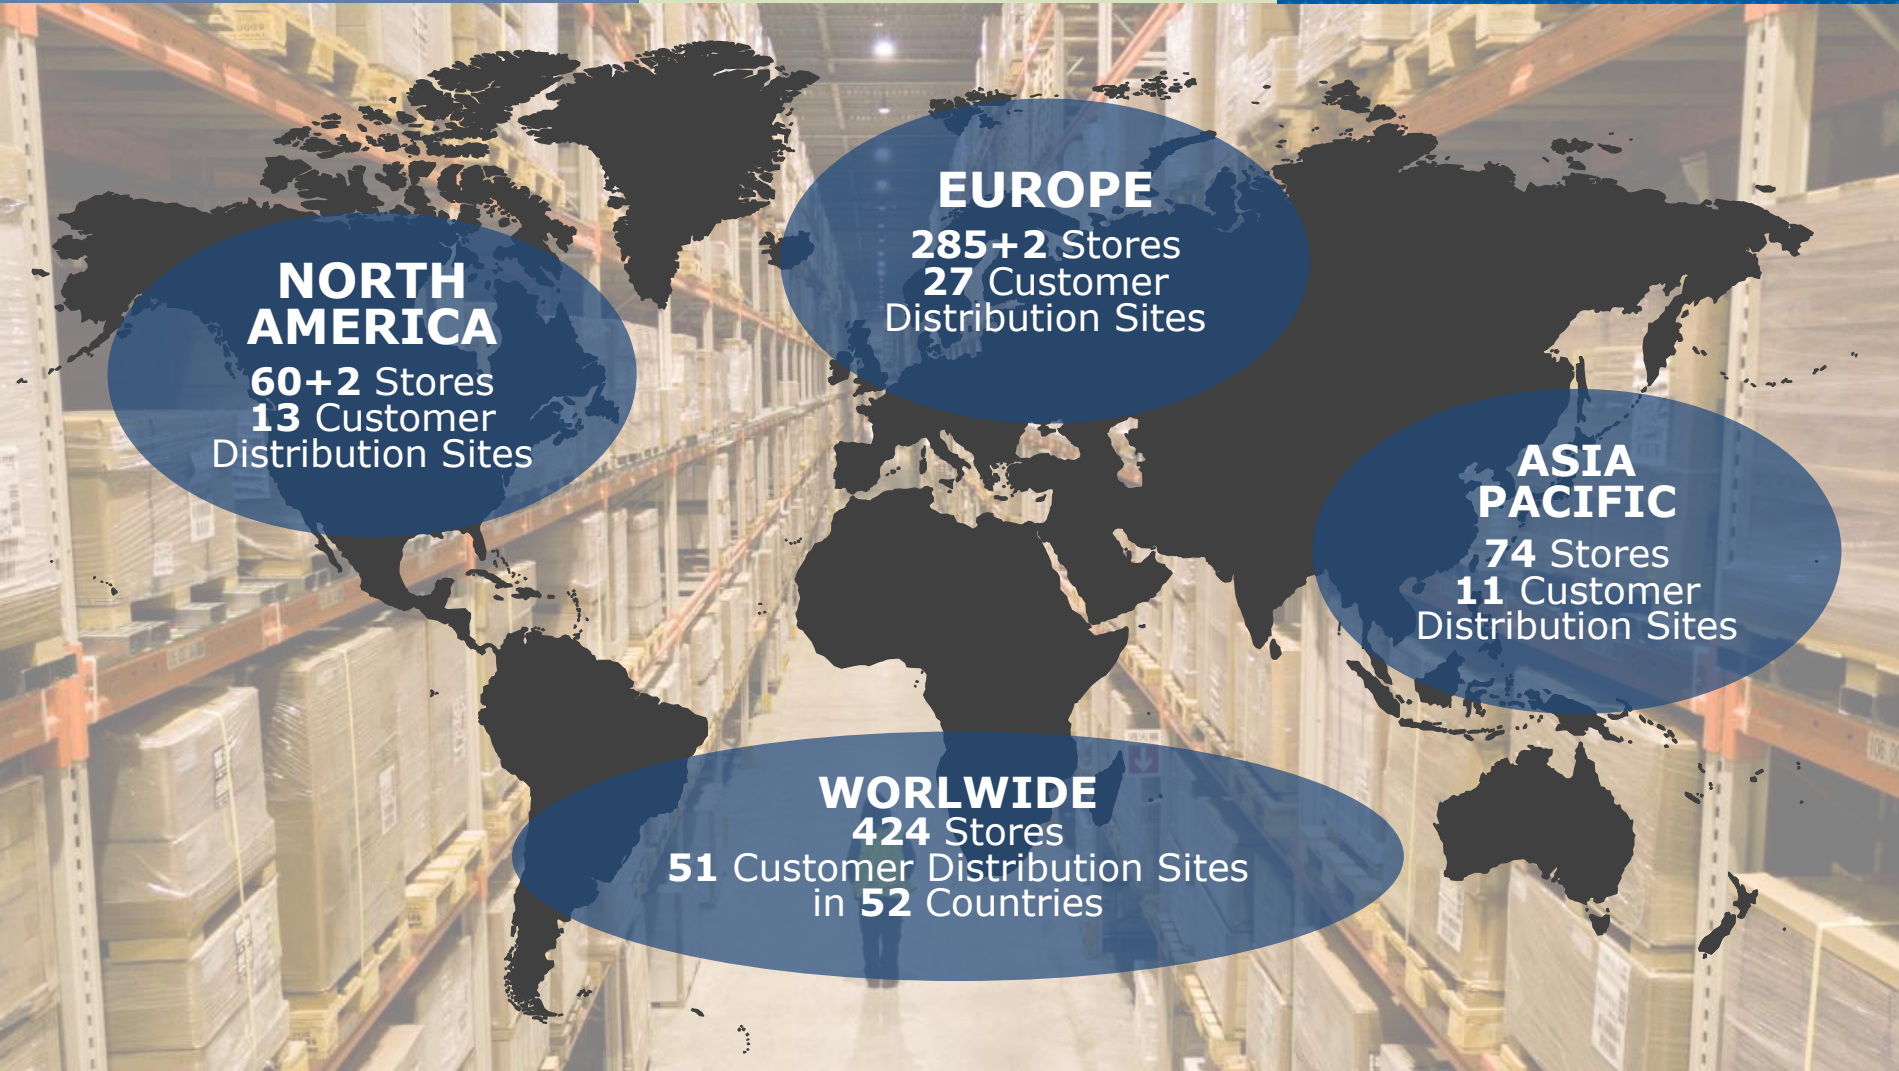 EUROPE
285+2 Stores
27 Customer
Distribution Sites
NORTH
AMERICA
60+2 Stores
13 Customer
Distribution Sites
ASIA
PACIFIC
74 Stores
11 Customer
Distribution Sites
WORLWIDE
424 Stores
51 Customer Distribution Sites
in 52 Countries